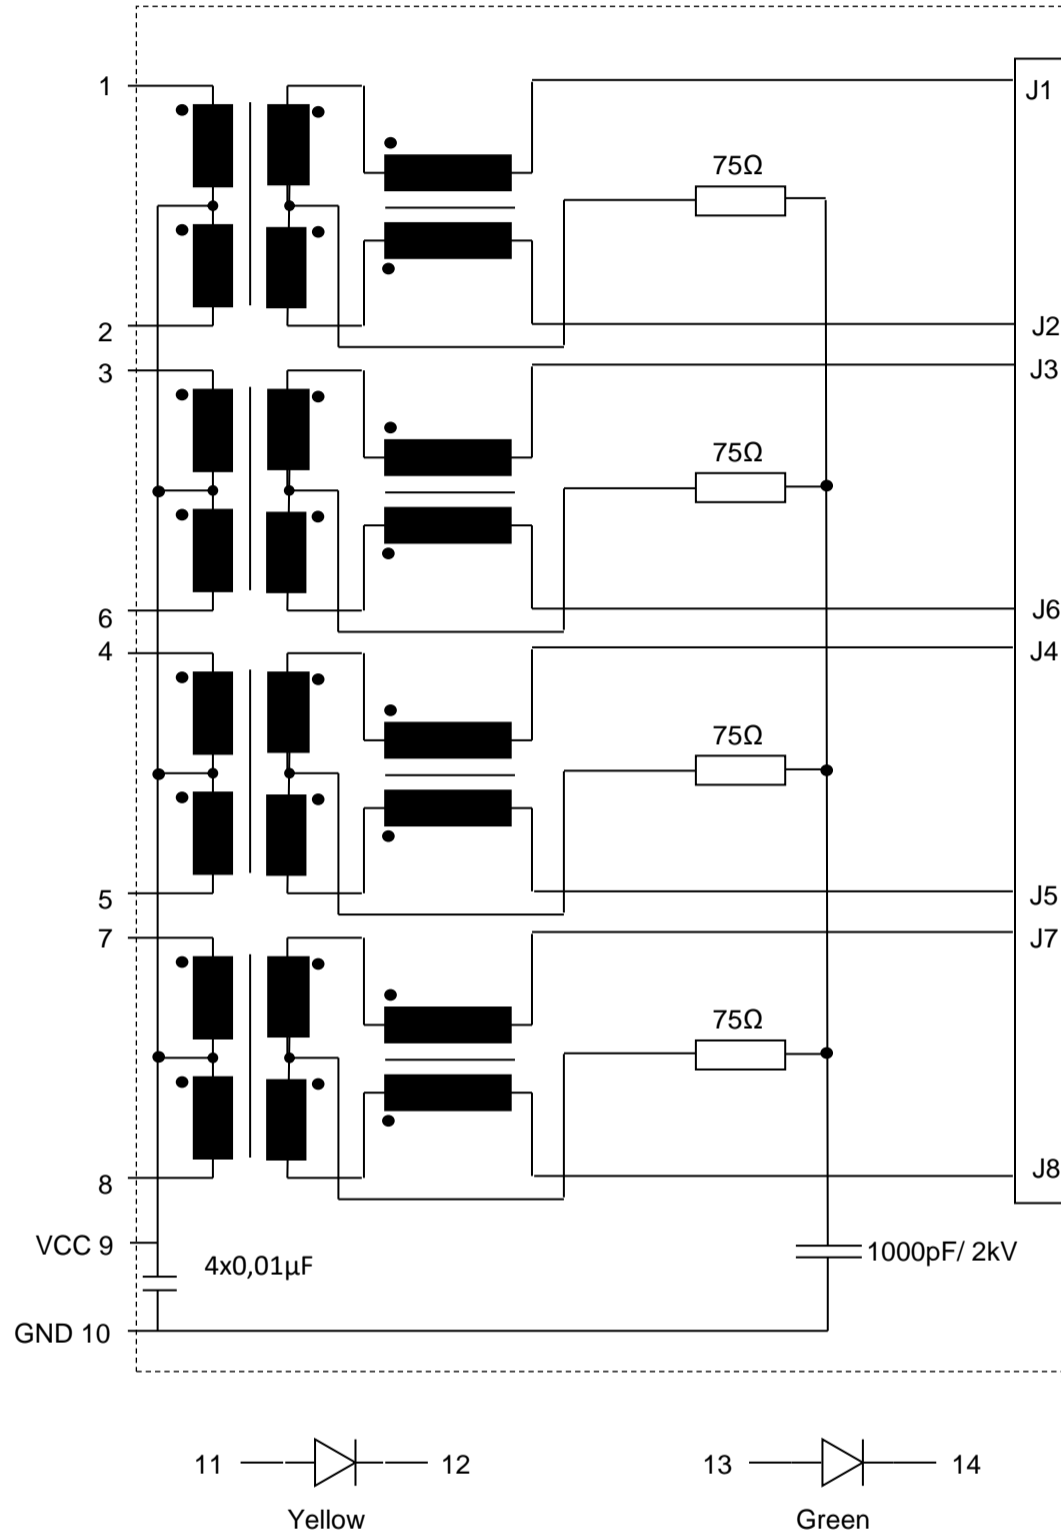 1
J1
75Ω
2
J2
3
J3
75Ω
6
J6
4
J4
75Ω
5
J5
7
J7
75Ω
8
J8
VCC 9
4x0,01µF
1000pF/ 2kV
GND 10
11
12
13
14
Yellow
Green